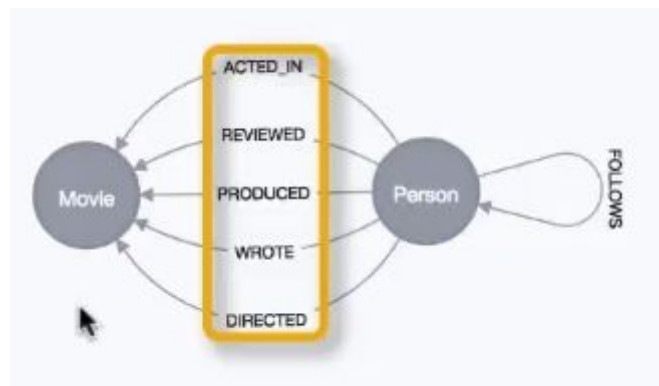 ACTED_IN
REVIEWED
Movie
PRODUCED
Person
FOLLOWS
WROTE
DIRECTED